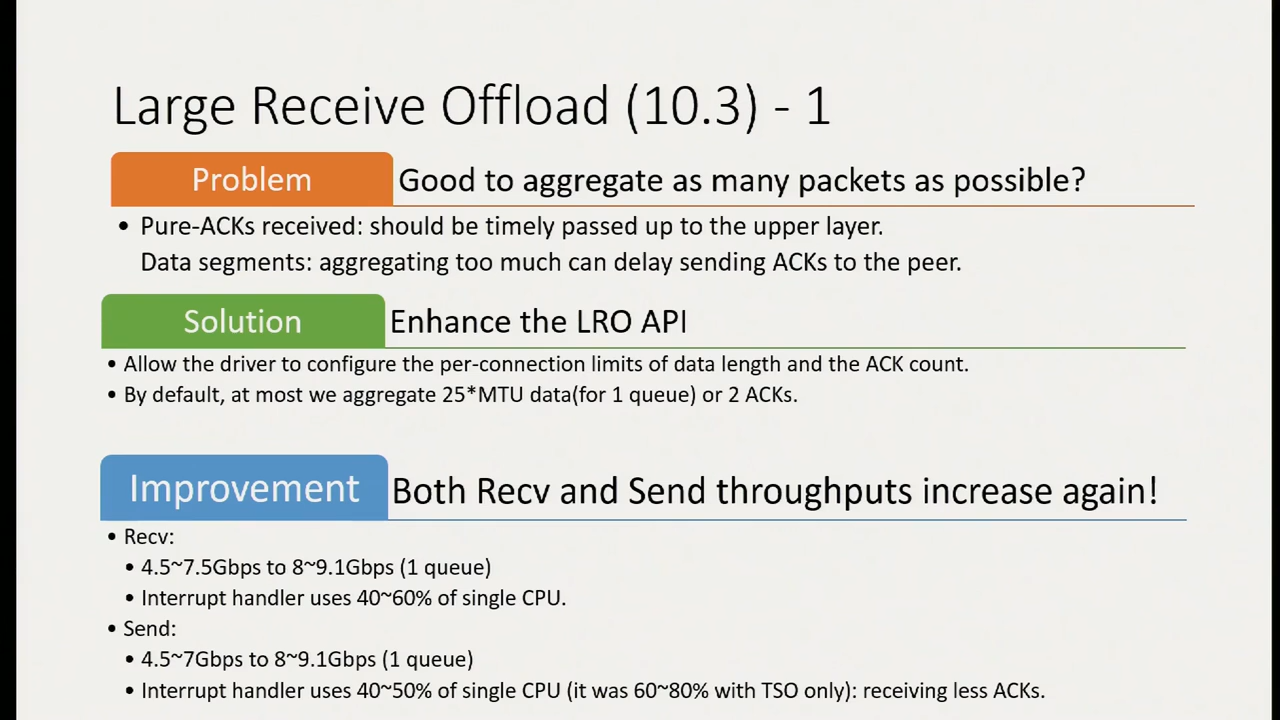 Large Receive Offload (10.3) - 1
Problem Good to aggregate as many packets as possible?
• Pure-ACKs received: should be timely passed up to the upper layer.
Data segments: aggregating too much can delay sending ACKs to the peer.
Solution Enhance the LRO API
• Allow the driver to configure the per-connection limits of data length and the ACK count.
• By default, at most we aggregate 25*MTU data(for 1 queue) or 2 ACKs.
Improvement Both Recv and Send throughputs increase again!
• Recv:
• 4.5~7.5Gbps to 8~9.1Gbps (1 queue)
• Interrupt handler uses 40~60% of single CPU.
• Send:
• 4.5~7Gbps to 8~9.1Gbps (1 queue)
• Interrupt handler uses 40~50% of single CPU (it was 60~80% with TSO only): receiving less ACKs.